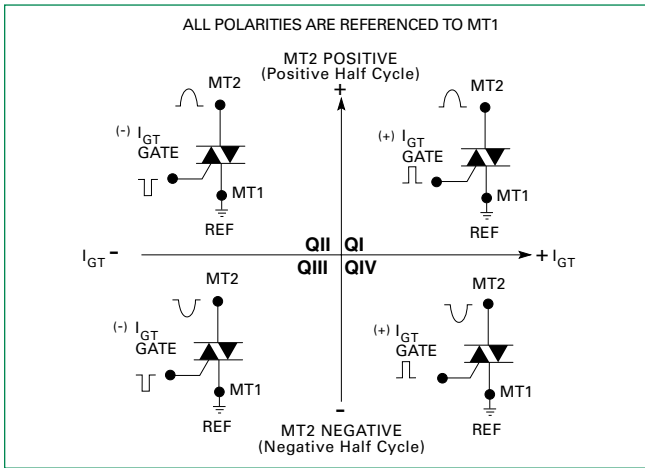 ALL POLARITIES ARE REFERENCED TO MT1
MT2 POSITIVE
(Positive Half Cycle)
+
MT2
(-) IGT
GATE
MT1
REF
MT2
(+) IGT
GATE
MT1
REF
IGT -
QII QI
QIII QIV
+ IGT
MT2
(-) IGT
GATE
MT1
REF
MT2
(+) IGT
GATE
MT1
REF
-
MT2 NEGATIVE
(Negative Half Cycle)